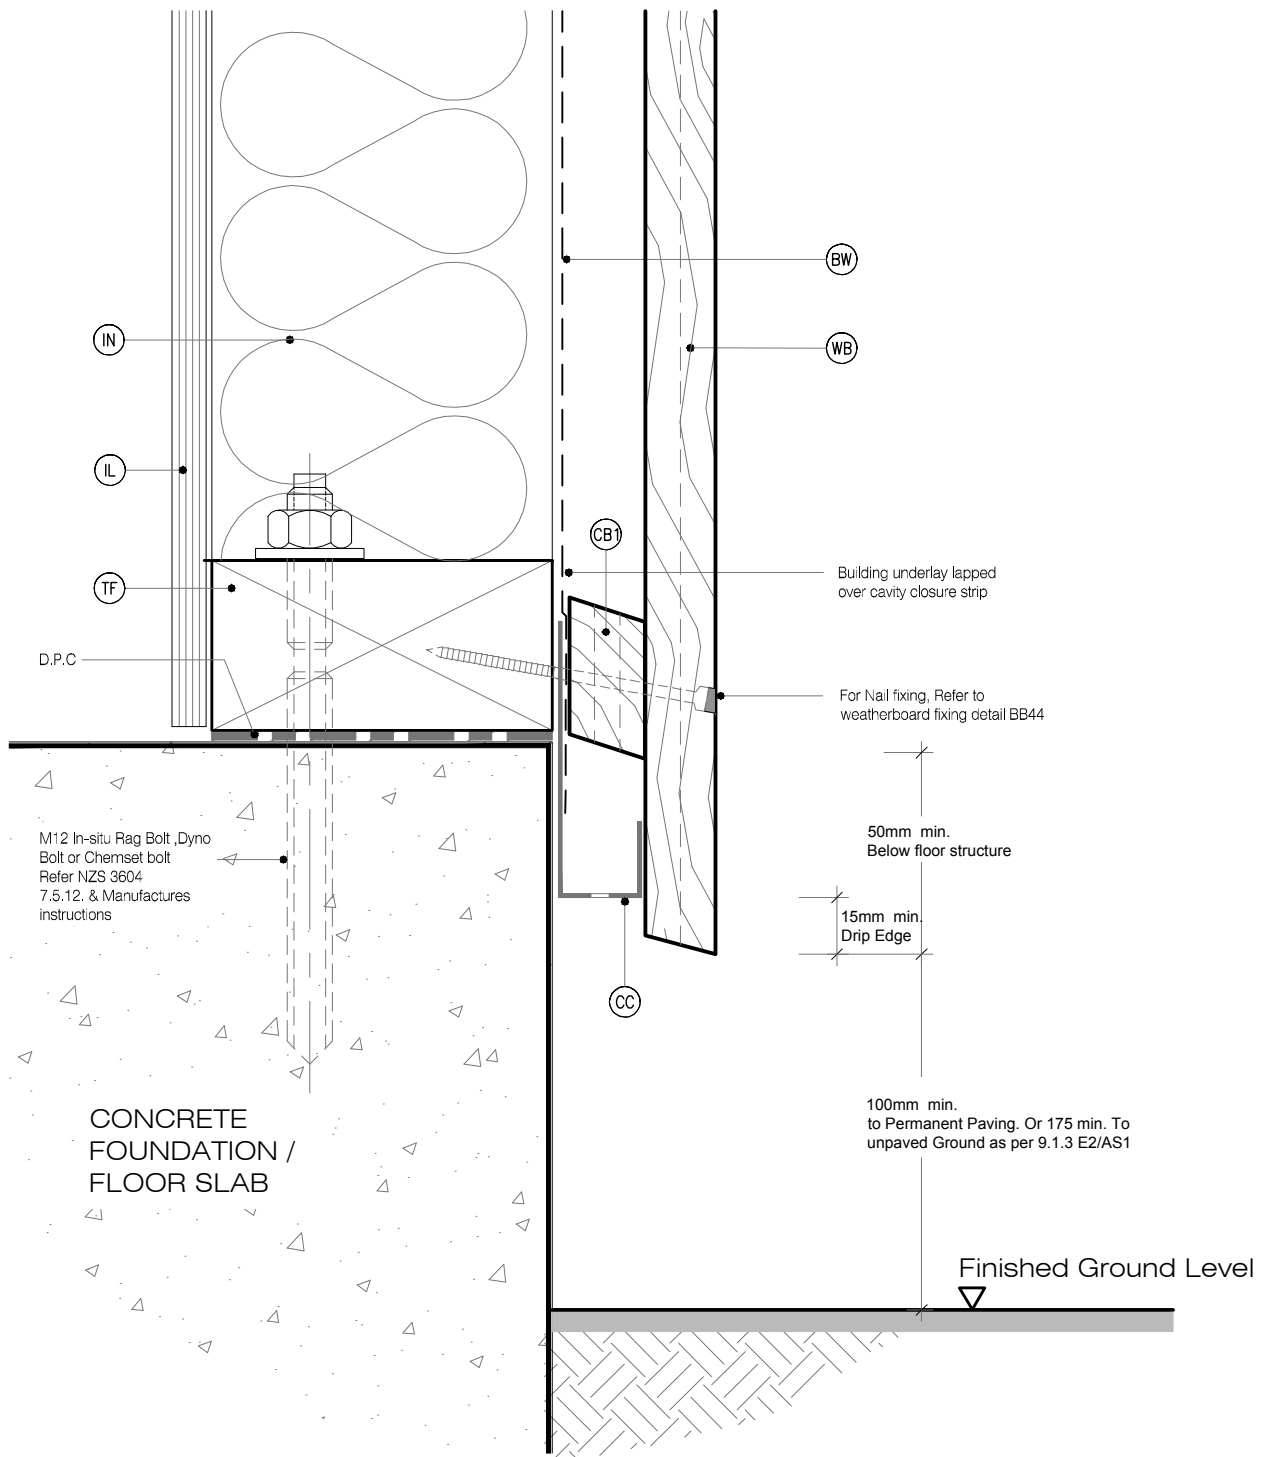 BW
IN
WB
IL
CB1
Building underlay lapped
over cavity closure strip
TF
D.P.C
For Nail fixing, Refer to
weatherboard fixing detail BB44
M12 In-situ Rag Bolt ,Dyno
Bolt or Chemset bolt
Refer NZS 3604
7.5.12. & Manufactures
instructions
50mm min.
Below floor structure
15mm min.
Drip Edge
CC
CONCRETE
FOUNDATION /
FLOOR SLAB
100mm min.
to Permanent Paving. Or 175 min. To
unpaved Ground as per 9.1.3 E2/AS1
Finished Ground Level